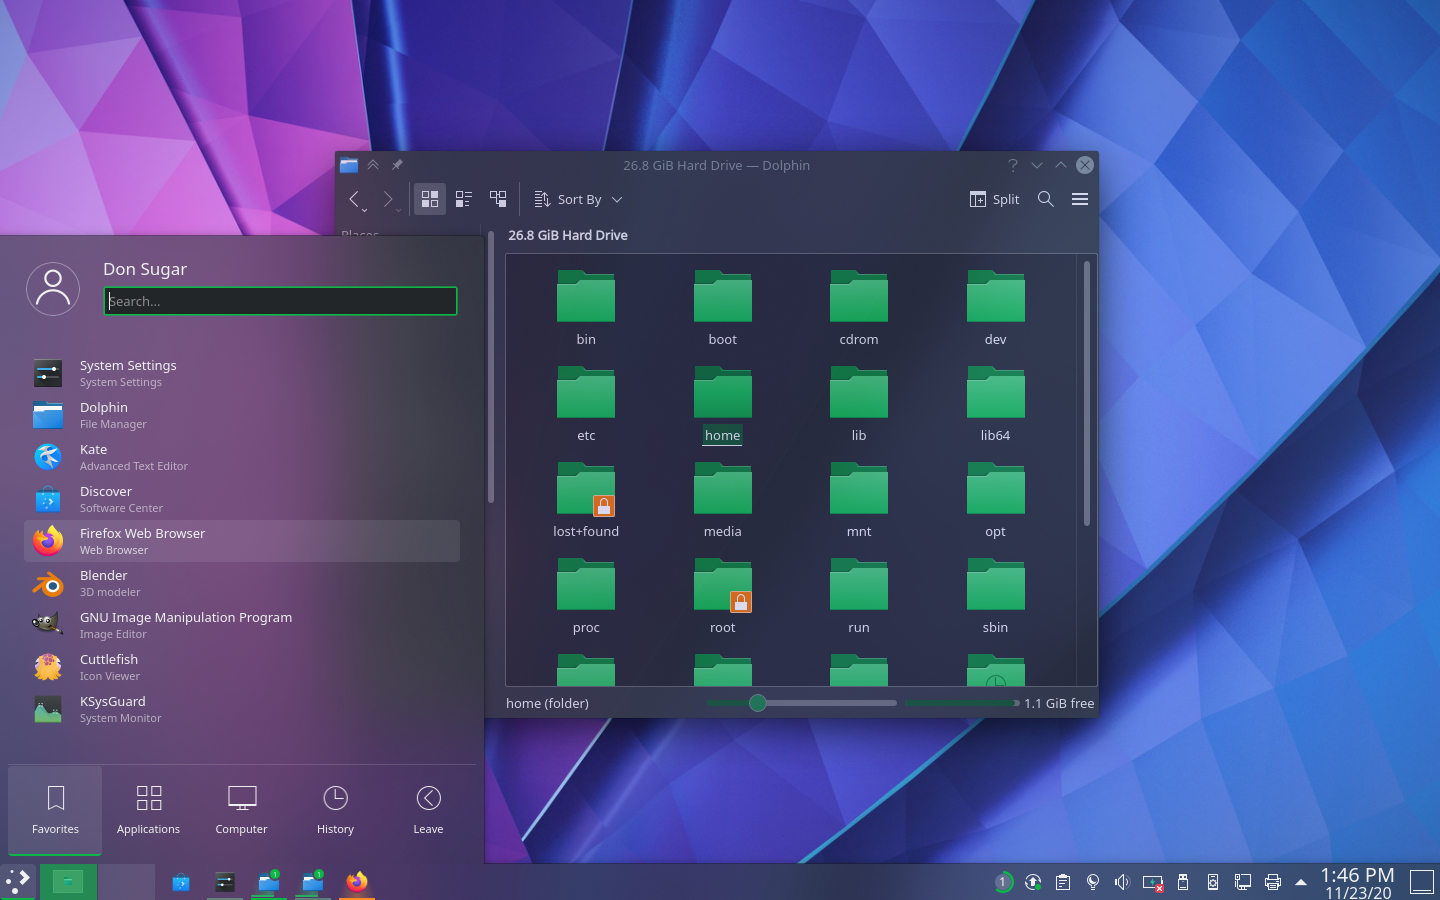 26.8 GiB Hard Drive — Dolphin
Sort By
Split
Places
26.8 GiB Hard Drive
Don Sugar
Search...
System Settings
System Settings
Dolphin
File Manager
Kate
Advanced Text Editor
Discover
Software Center
Firefox Web Browser
Web Browser
Blender
3D modeler
GNU Image Manipulation Program
Image Editor
Cuttlefish
Icon Viewer
KSysGuard
System Monitor
Favorites
Applications
Computer
History
Leave
bin
boot
cdrom
dev
etc
home
lib
lib64
lost+found
media
mnt
opt
proc
root
run
sbin
home (folder)
1.1 GiB free
1
1
1
1:46 PM
11/23/20